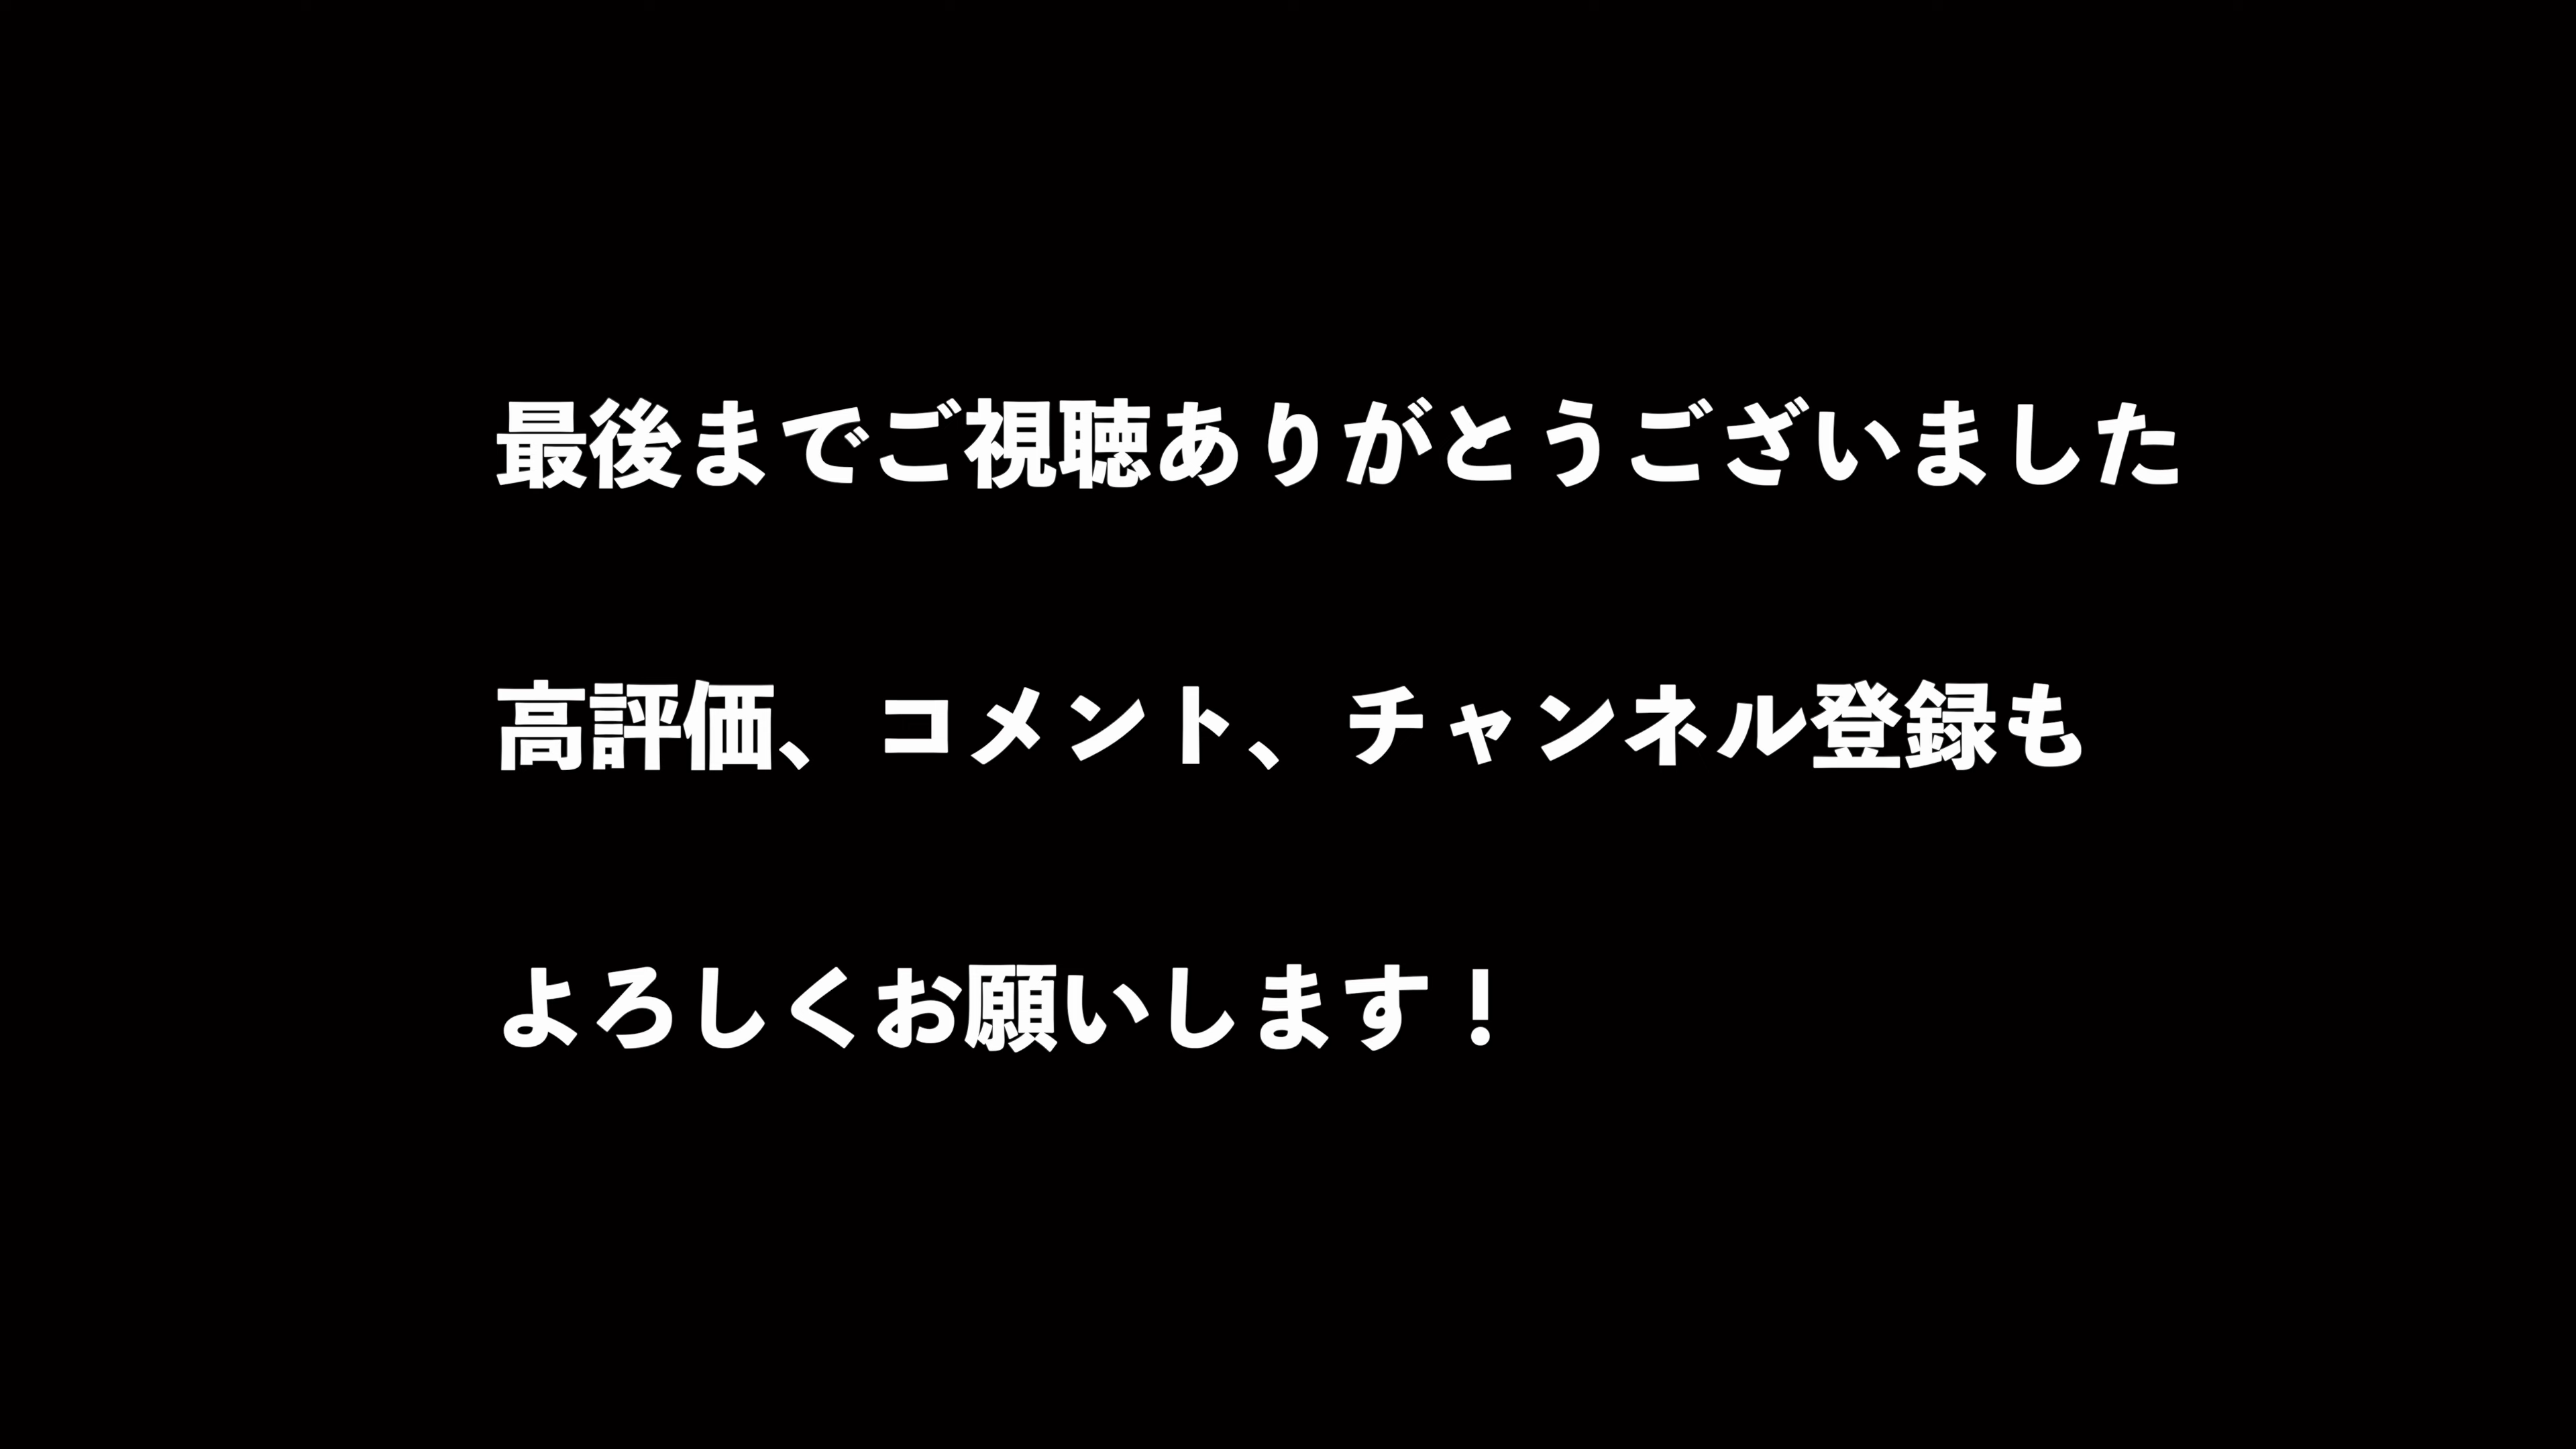 最後までご視聴ありがとうございました
高評価、コメント、チャンネル登録も
よろしくお願いします！